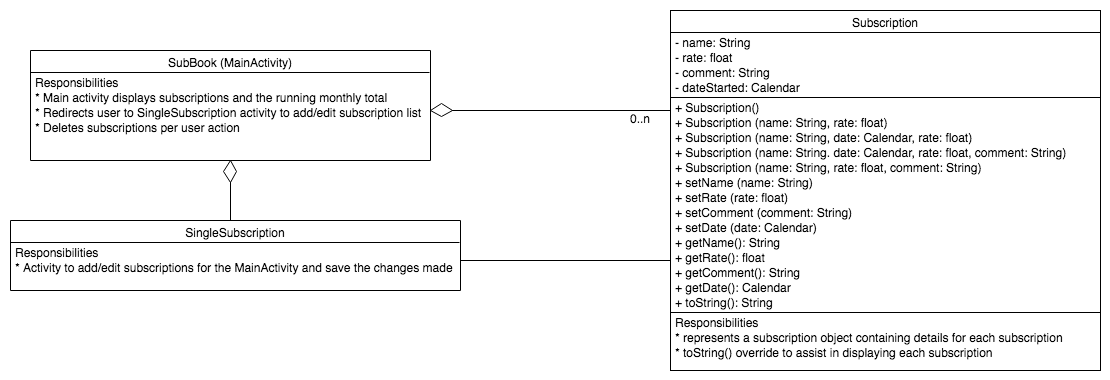 SubBook (MainActivity)
Responsibilities
* Main activity displays subscriptions and the running monthly total
* Redirects user to SingleSubscription activity to add/edit subscription list
* Deletes subscriptions per user action
SingleSubscription
Responsibilities
* Activity to add/edit subscriptions for the MainActivity and save the changes made
0..n
Subscription
- name: String
- rate: float
- comment: String
- dateStarted: Calendar
+ Subscription()
+ Subscription (name: String, rate: float)
+ Subscription (name: String, date: Calendar, rate: float)
+ Subscription (name: String. date: Calendar, rate: float, comment: String)
+ Subscription (name: String, rate: float, comment: String)
+ setName (name: String)
+ setRate (rate: float)
+ setComment (comment: String)
+ setDate (date: Calendar)
+ getName(): String
+ getRate(): float
+ getComment(): String
+ getDate(): Calendar
+ toString(): String
Responsibilities
* represents a subscription object containing details for each subscription
* toString() override to assist in displaying each subscription